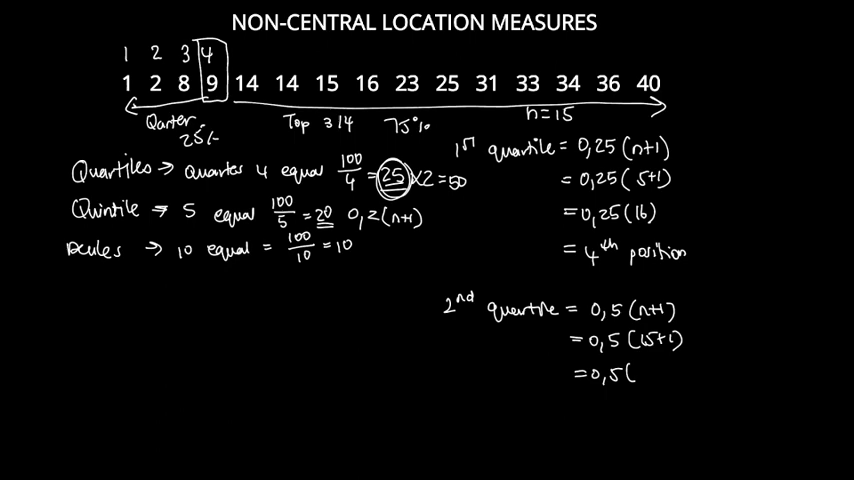 NON-CENTRAL LOCATION MEASURES
1 2 3 4
1 2 8 9 14 14 15 16 23 25 31 33 34 36 40
Qarter 25% Top 3/4 75% n=15
Quartiles → quarter 4 equal 100/4 = 25 x2=50
Quintile → 5 equal 100/5 = 20 0,2(n+1)
Deciles → 10 equal = 100/10 = 10
1st quartile = 0,25(n+1)
= 0,25(5+1)
= 0,25(16)
= 4th position
2nd quartile = 0,5(n+1)
= 0,5(15+1)
= 0,5(